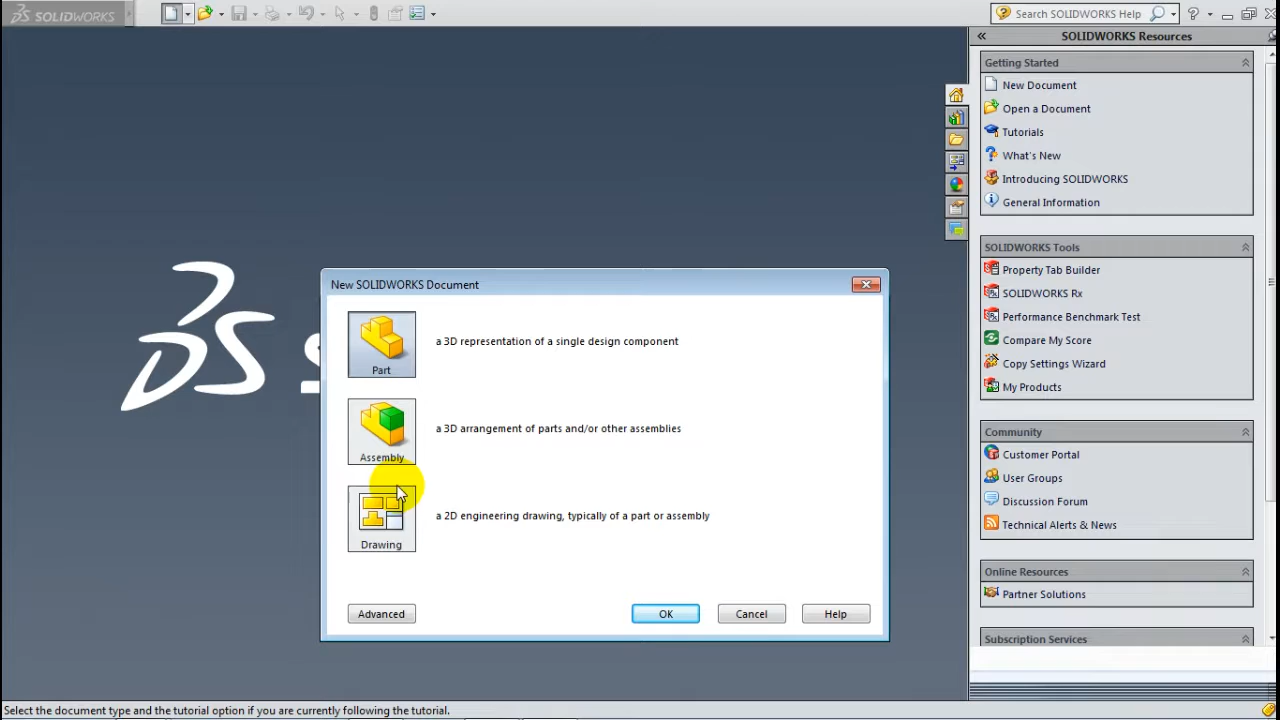 SOLIDWORKS
Search SOLIDWORKS Help
SOLIDWORKS Resources
Getting Started
New Document
Open a Document
Tutorials
What's New
Introducing SOLIDWORKS
General Information
SOLIDWORKS Tools
Property Tab Builder
SOLIDWORKS Rx
Performance Benchmark Test
Compare My Score
Copy Settings Wizard
My Products
Community
Customer Portal
User Groups
Discussion Forum
Technical Alerts & News
Online Resources
Partner Solutions
Subscription Services
New SOLIDWORKS Document
Part
a 3D representation of a single design component
Assembly
a 3D arrangement of parts and/or other assemblies
Drawing
a 2D engineering drawing, typically of a part or assembly
Advanced
OK
Cancel
Help
Select the document type and the tutorial option if you are currently following the tutorial.